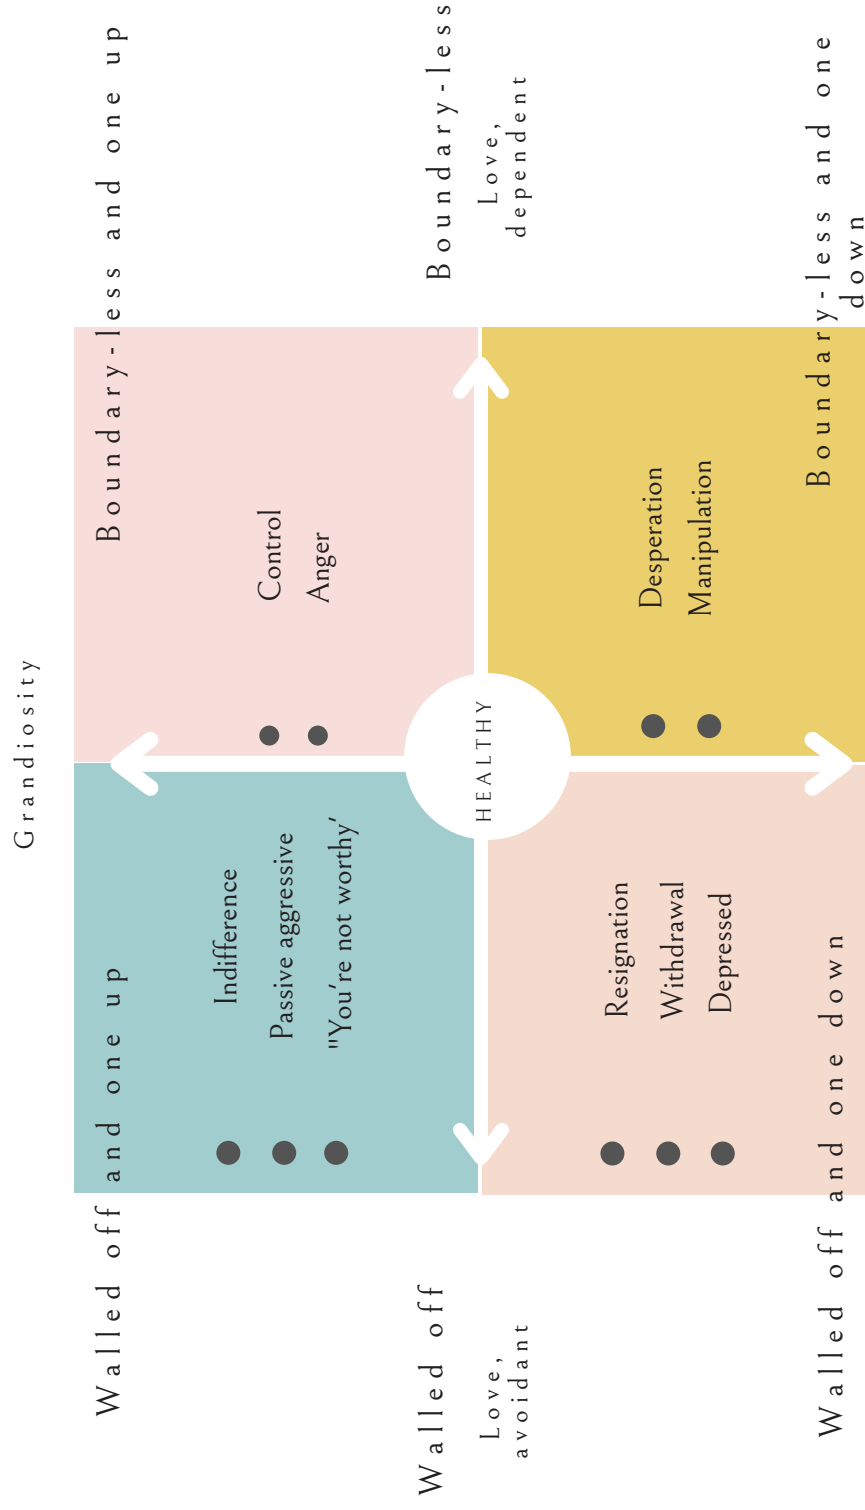 Grandiosity
Walled off and one up
Boundary-less and one up
Indifference
Passive aggressive
"You're not worthy'
Control
Anger
Walled off
Love,
avoidant
HEALTHY
Boundary-less
Love,
dependent
Resignation
Withdrawal
Depressed
Desperation
Manipulation
Walled off and one down
Boundary-less and one
down